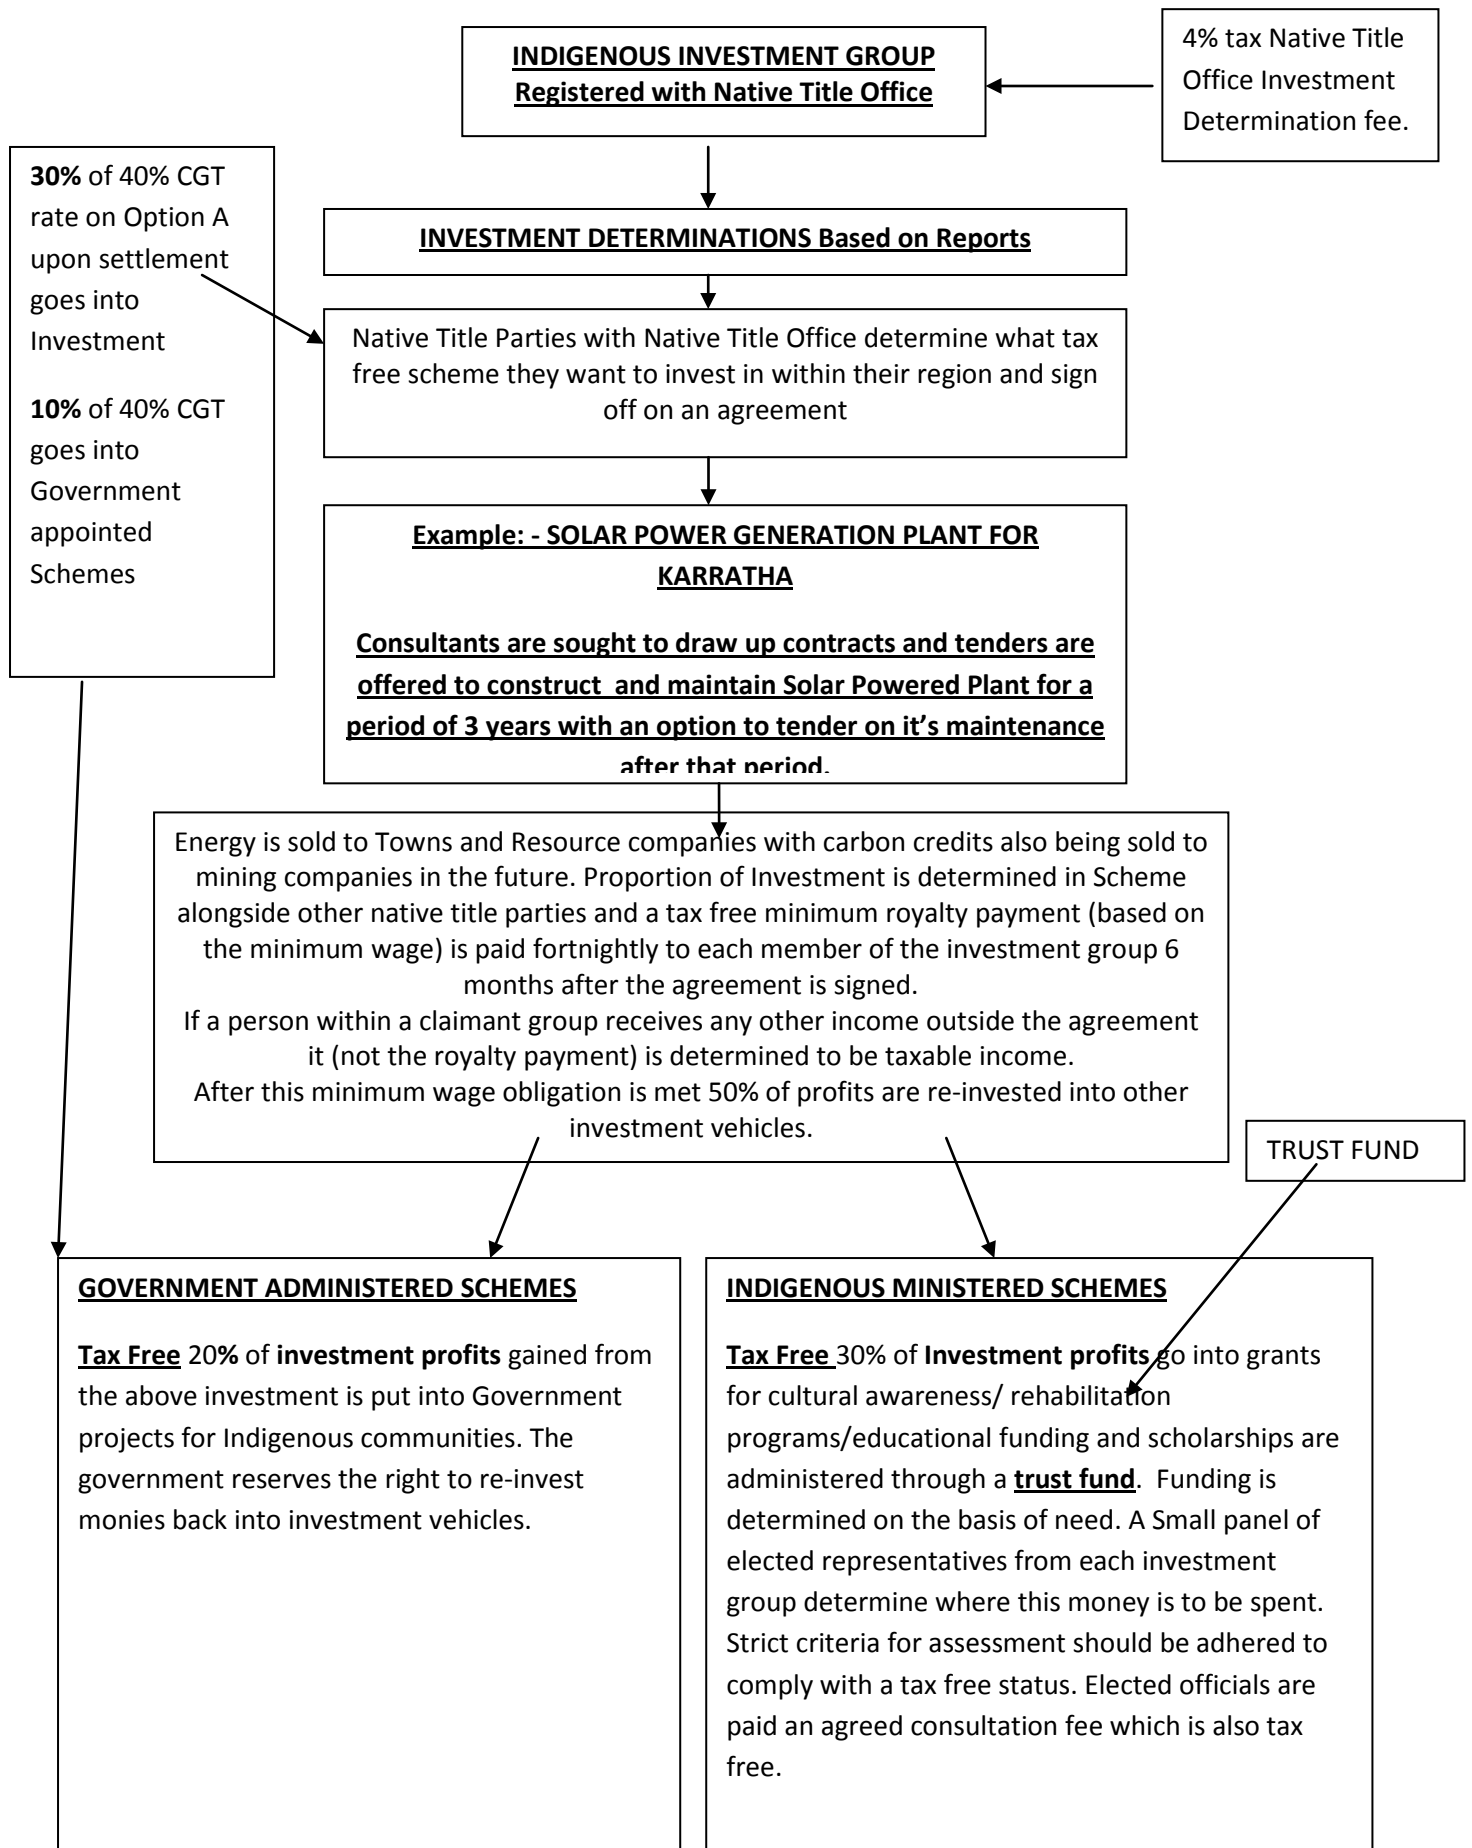 INDIGENOUS INVESTMENT GROUP
Registered with Native Title Office
4% tax Native Title
Office Investment
Determination fee.
30% of 40% CGT
rate on Option A
upon settlement
goes into
Investment
10% of 40% CGT
goes into
Government
appointed
Schemes
INVESTMENT DETERMINATIONS Based on Reports
Native Title Parties with Native Title Office determine what tax
free scheme they want to invest in within their region and sign
off on an agreement
Example: - SOLAR POWER GENERATION PLANT FOR
KARRATHA
Consultants are sought to draw up contracts and tenders are
offered to construct  and maintain Solar Powered Plant for a
period of 3 years with an option to tender on it’s maintenance
after that period.
Energy is sold to Towns and Resource companies with carbon credits also being sold to
mining companies in the future. Proportion of Investment is determined in Scheme
alongside other native title parties and a tax free minimum royalty payment (based on
the minimum wage) is paid fortnightly to each member of the investment group 6
months after the agreement is signed.
If a person within a claimant group receives any other income outside the agreement
it (not the royalty payment) is determined to be taxable income.
After this minimum wage obligation is met 50% of profits are re-invested into other
investment vehicles.
TRUST FUND
GOVERNMENT ADMINISTERED SCHEMES
Tax Free 20% of investment profits gained from
the above investment is put into Government
projects for Indigenous communities. The
government reserves the right to re-invest
monies back into investment vehicles.
INDIGENOUS MINISTERED SCHEMES
Tax Free 30% of Investment profits go into grants
for cultural awareness/ rehabilitation
programs/educational funding and scholarships are
administered through a trust fund.  Funding is
determined on the basis of need. A Small panel of
elected representatives from each investment
group determine where this money is to be spent.
Strict criteria for assessment should be adhered to
comply with a tax free status. Elected officials are
paid an agreed consultation fee which is also tax
free.